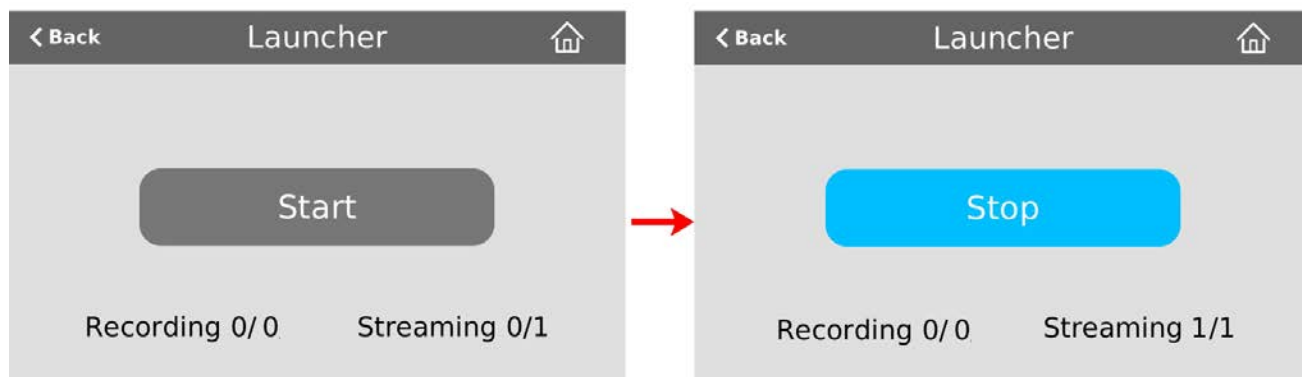 Back Launcher
Start
Recording 0/0 Streaming 0/1
Back Launcher
Stop
Recording 0/0 Streaming 1/1